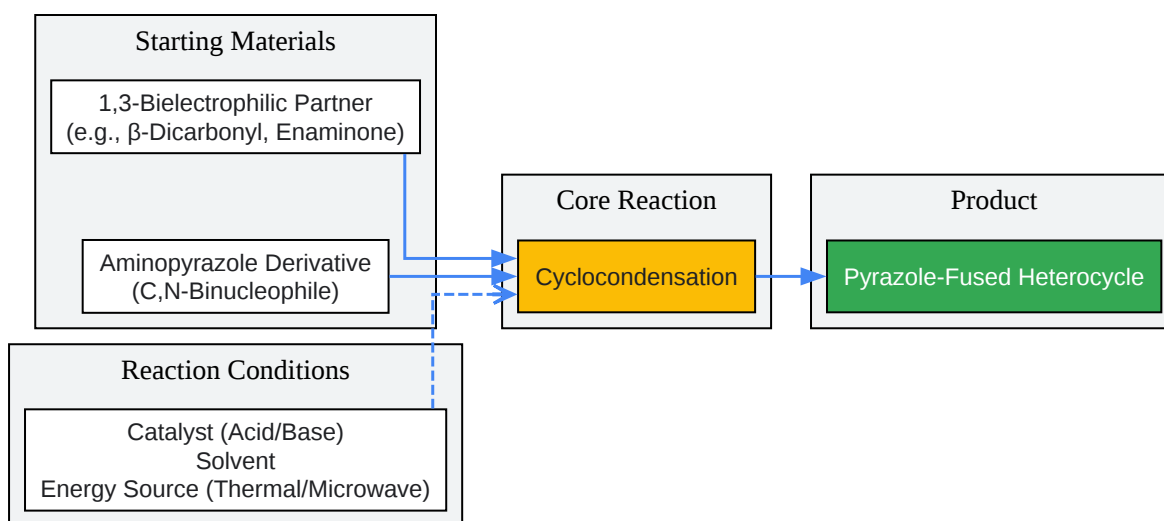 Starting Materials
1,3-Bielectrophilic Partner
(e.g., β-Dicarbonyl, Enaminone)
Aminopyrazole Derivative
(C,N-Binucleophile)
Core Reaction
Cyclocondensation
Product
Pyrazole-Fused Heterocycle
Reaction Conditions
Catalyst (Acid/Base)
Solvent
Energy Source (Thermal/Microwave)